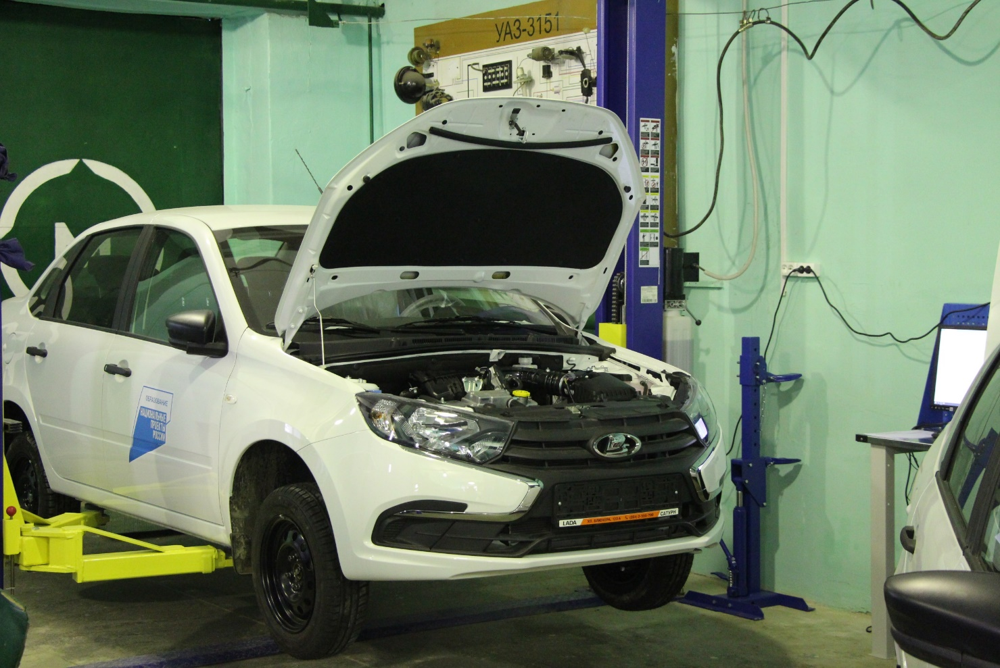 УАЗ-3151
ОБРАЗОВАНИЕ
НАЦИОНАЛЬНЫЕ
ПРОЕКТЫ
РОССИИ
LADA САТУРН